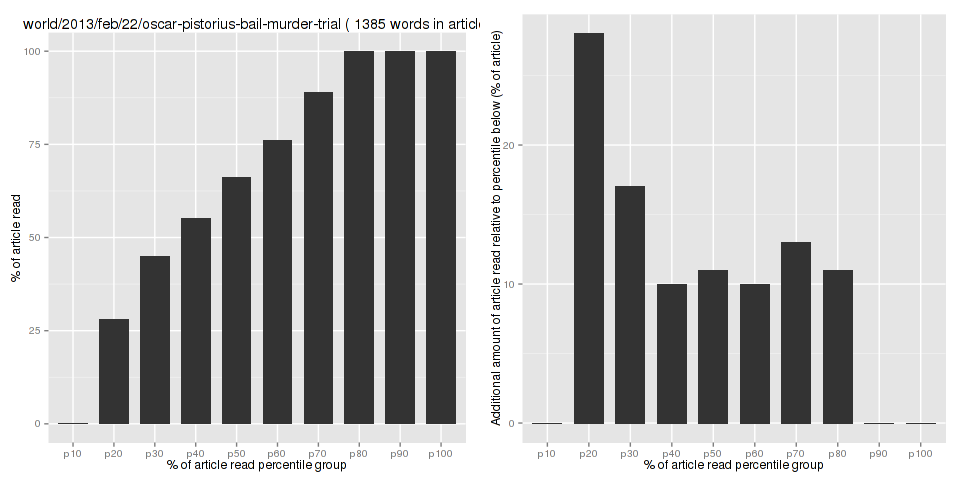 world/2013/feb/22/oscar-pistorius-bail-murder-trial ( 1385 words in article
100
75
50
25
0
% of article read
p10 p20 p30 p40 p50 p60 p70 p80 p90 p100
% of article read percentile group
Additional amount of article read relative to percentile below (% of article)
20
10
0
p10 p20 p30 p40 p50 p60 p70 p80 p90 p100
% of article read percentile group